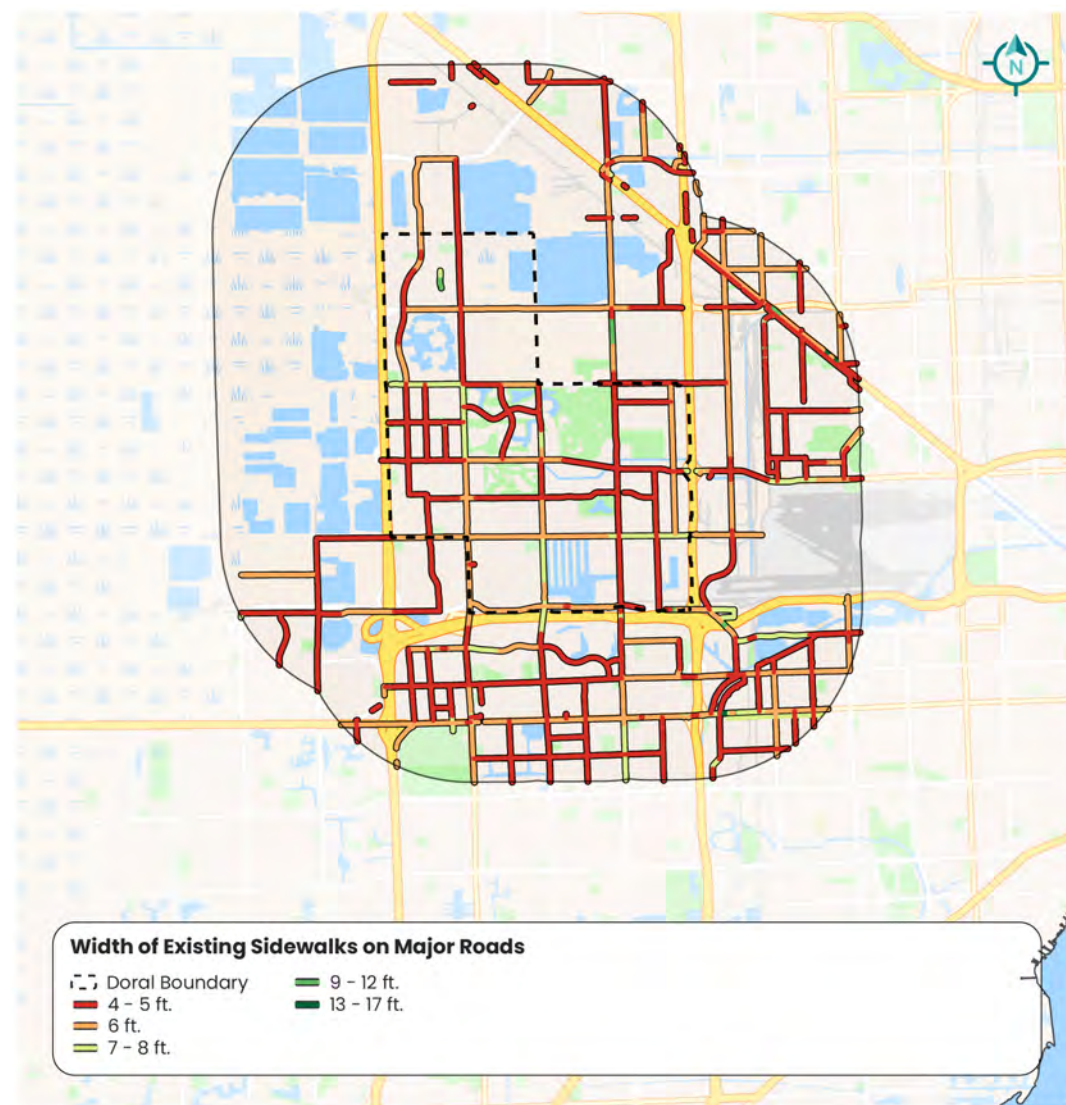 N
Width of Existing Sidewalks on Major Roads
Doral Boundary
4 - 5 ft.
6 ft.
7 - 8 ft.
9 - 12 ft.
13 - 17 ft.